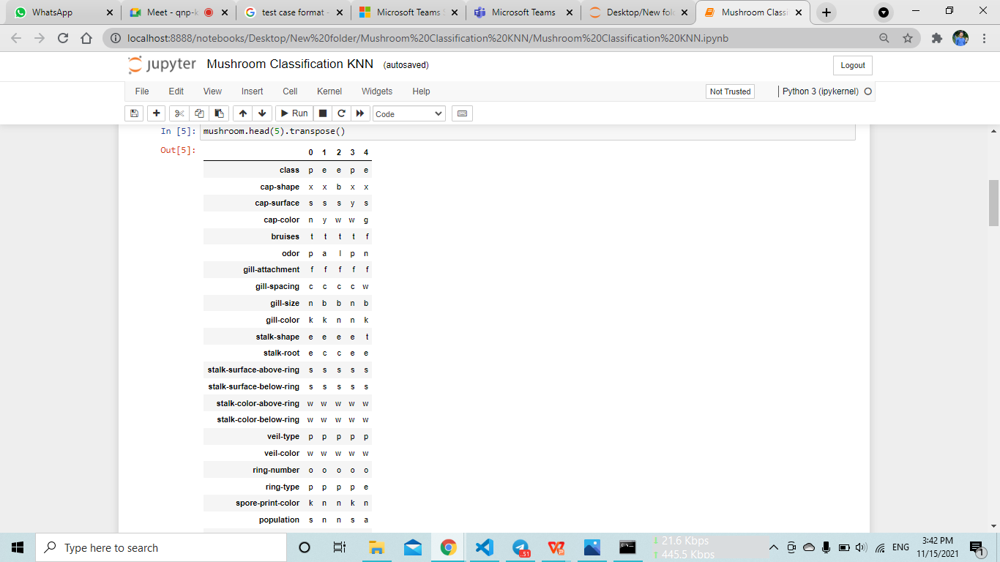 WhatsApp Meet - qnp-k test case format - Microsoft Teams S Microsoft Teams Desktop/New fol Mushroom Classi
localhost:8888/notebooks/Desktop/New%20folder/Mushroom%20Classification%20KNN/Mushroom%20Classification%20KNN.ipynb
jupyter Mushroom Classification KNN (autosaved) Logout
File Edit View Insert Cell Kernel Widgets Help Not Trusted Python 3 (ipykernel)
Run Code
In [5]: mushroom.head(5).transpose()
Out[5]:
0 1 2 3 4
class p e e p e
cap-shape x x b x x
cap-surface s s s y s
cap-color n y w w g
bruises t t t t f
odor p a l p n
gill-attachment f f f f f
gill-spacing c c c c w
gill-size n b b n b
gill-color k k n n k
stalk-shape e e e e t
stalk-root e c c e e
stalk-surface-above-ring s s s s s
stalk-surface-below-ring s s s s s
stalk-color-above-ring w w w w w
stalk-color-below-ring w w w w w
veil-type p p p p p
veil-color w w w w w
ring-number o o o o o
ring-type p p p p e
spore-print-color k n n k n
population s n n s a
Type here to search
51
↓ 21.6 Kbps
↑ 445.5 Kbps
ENG
3:42 PM
11/15/2021
1